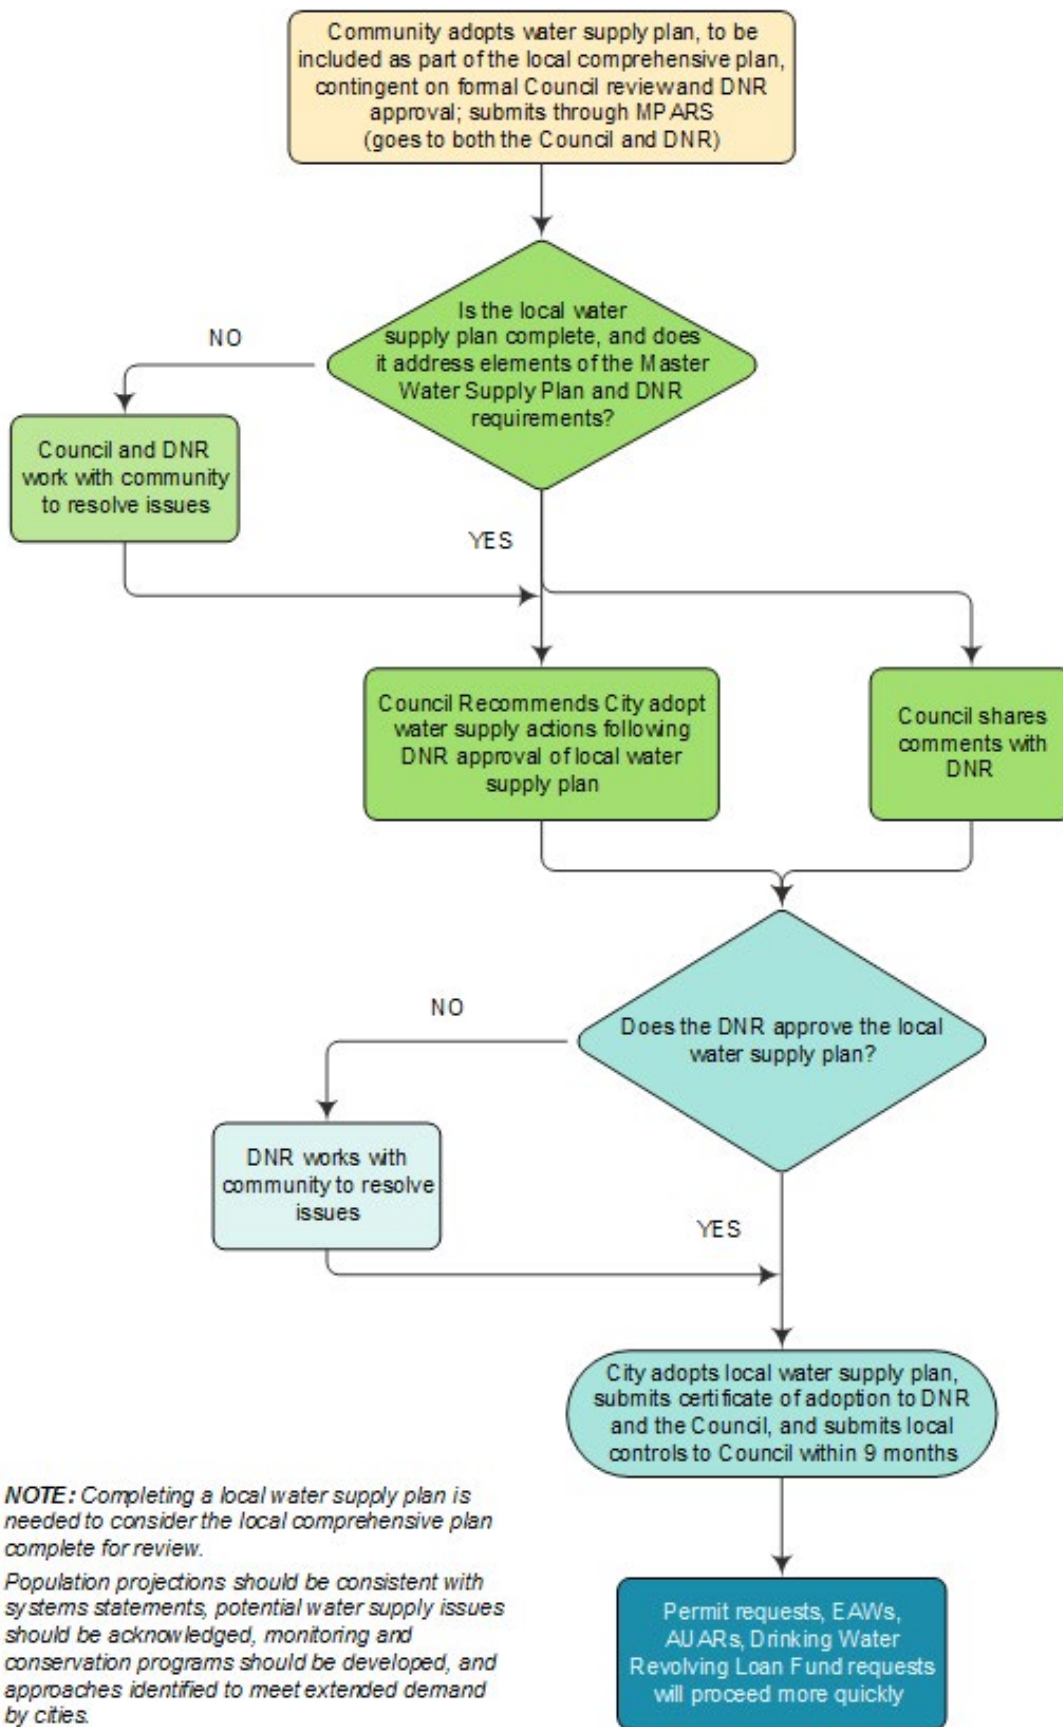 Community adopts water supply plan, to be
included as part of the local comprehensive plan,
contingent on formal Council review and DNR
approval; submits through MPARS
(goes to both the Council and DNR)
Is the local water
supply plan complete, and does
it address elements of the Master
Water Supply Plan and DNR
requirements?
NO
Council and DNR
work with community
to resolve issues
YES
Council Recommends City adopt
water supply actions following
DNR approval of local water
supply plan
Council shares
comments with
DNR
Does the DNR approve the local
water supply plan?
NO
DNR works with
community to resolve
issues
YES
City adopts local water supply plan,
submits certificate of adoption to DNR
and the Council, and submits local
controls to Council within 9 months
NOTE: Completing a local water supply plan is
needed to consider the local comprehensive plan
complete for review.
Population projections should be consistent with
systems statements, potential water supply issues
should be acknowledged, monitoring and
conservation programs should be developed, and
approaches identified to meet extended demand
by cities.
Permit requests, EAWs,
AUARs, Drinking Water
Revolving Loan Fund requests
will proceed more quickly